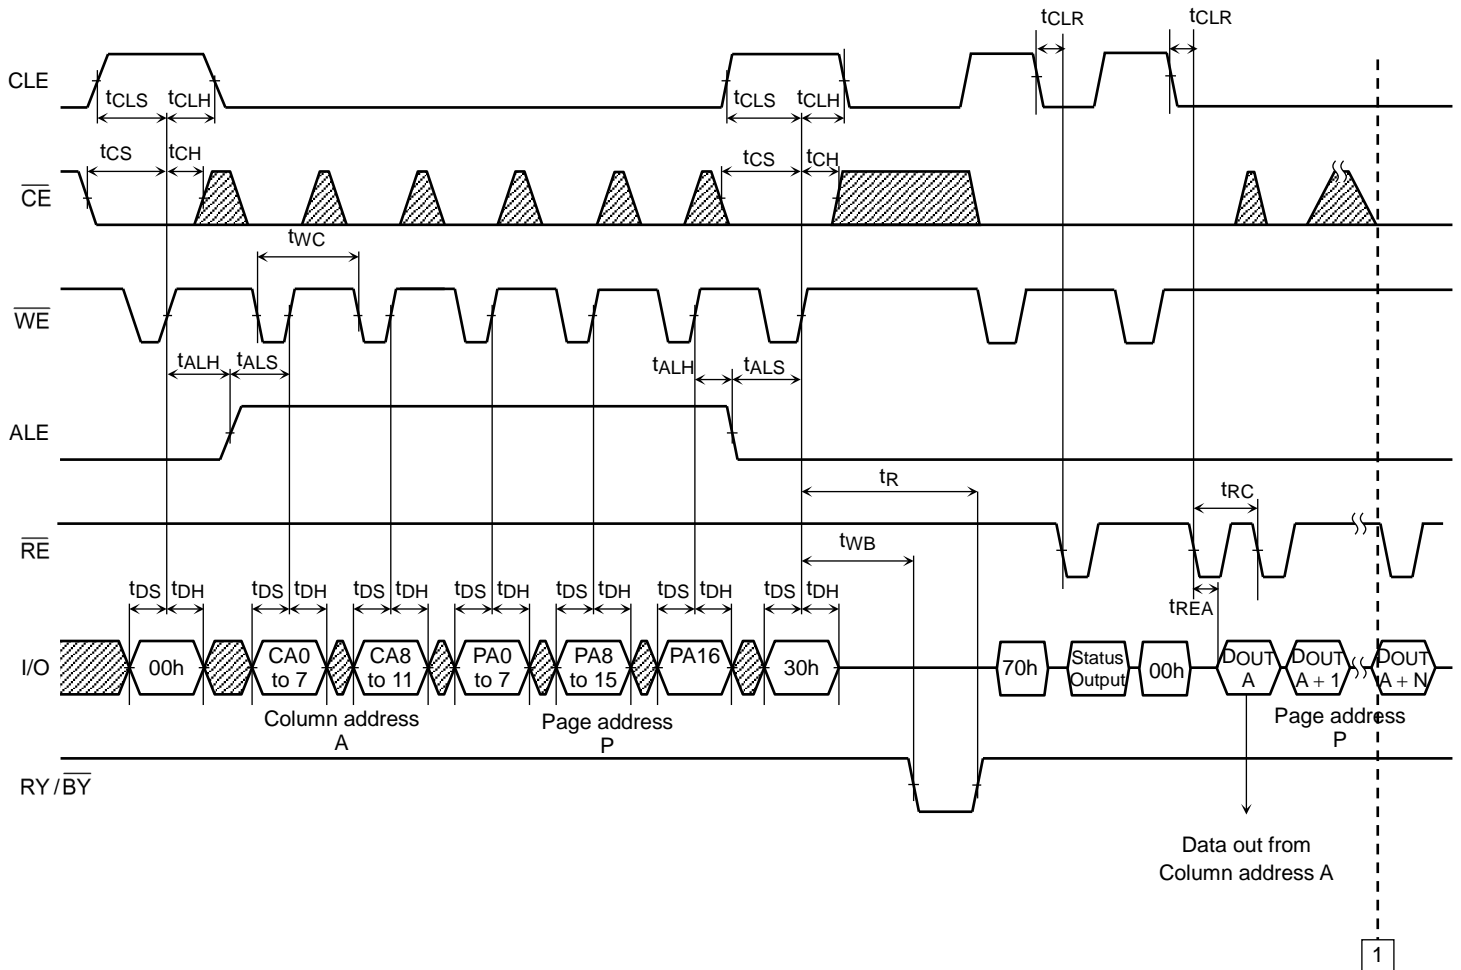 tCLR tCLR
CLE
tCLS tCLH tCLS tCLH
tCS tCH tCS tCH
CE
tWC
WE
tALH tALS tALH tALS
ALE
tR
tRC
RE
tWB
tDS tDH tDS tDH tDS tDH tDS tDH tDS tDH tDS tDH tDS tDH
tREA
I/O
00h
CA0 to 7
CA8 to 11
PA0 to 7
PA8 to 15
PA16
30h
70h
Status Output
00h
DOUT A
DOUT A + 1
DOUT A + N
Column address
A
Page address
P
Page address
P
RY / BY
Data out from
Column address A
1